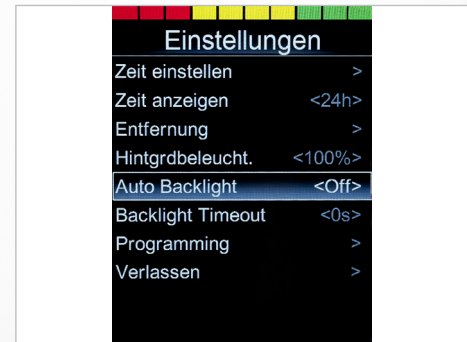 Einstellungen
Zeit einstellen >
Zeit anzeigen <24h>
Entfernung >
Hintgrdbeleucht. <100%>
Auto Backlight <Off>
Backlight Timeout <0s>
Programming >
Verlassen >